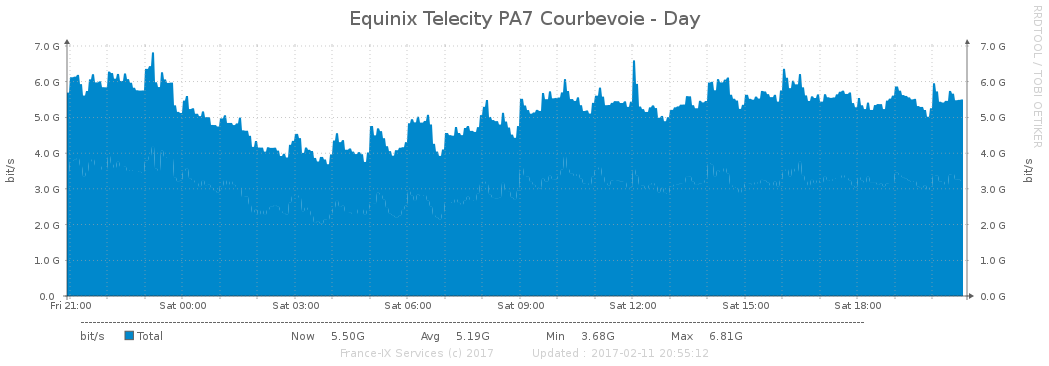 Equinix Telecity PA7 Courbevoie - Day
RRDTOOL / TOBI OETIKER
7.0 G 7.0 G
6.0 G 6.0 G
5.0 G 5.0 G
4.0 G 4.0 G
3.0 G 3.0 G
2.0 G 2.0 G
1.0 G 1.0 G
0.0 0.0 G
bit/s
bit/s
Fri 21:00 Sat 00:00 Sat 03:00 Sat 06:00 Sat 09:00 Sat 12:00 Sat 15:00 Sat 18:00
bit/s Total Now 5.50G Avg 5.19G Min 3.68G Max 6.81G
France-IX Services (c) 2017 Updated : 2017-02-11 20:55:12